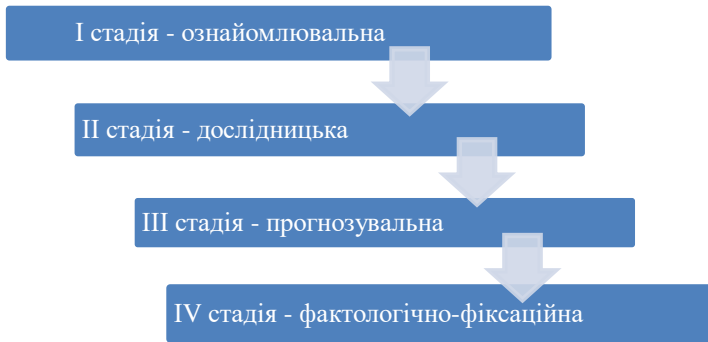 І стадія - ознайомлювальна
ІІ стадія - дослідницька
ІІІ стадія - прогнозувальна
IV стадія - фактологічно-фіксаційна